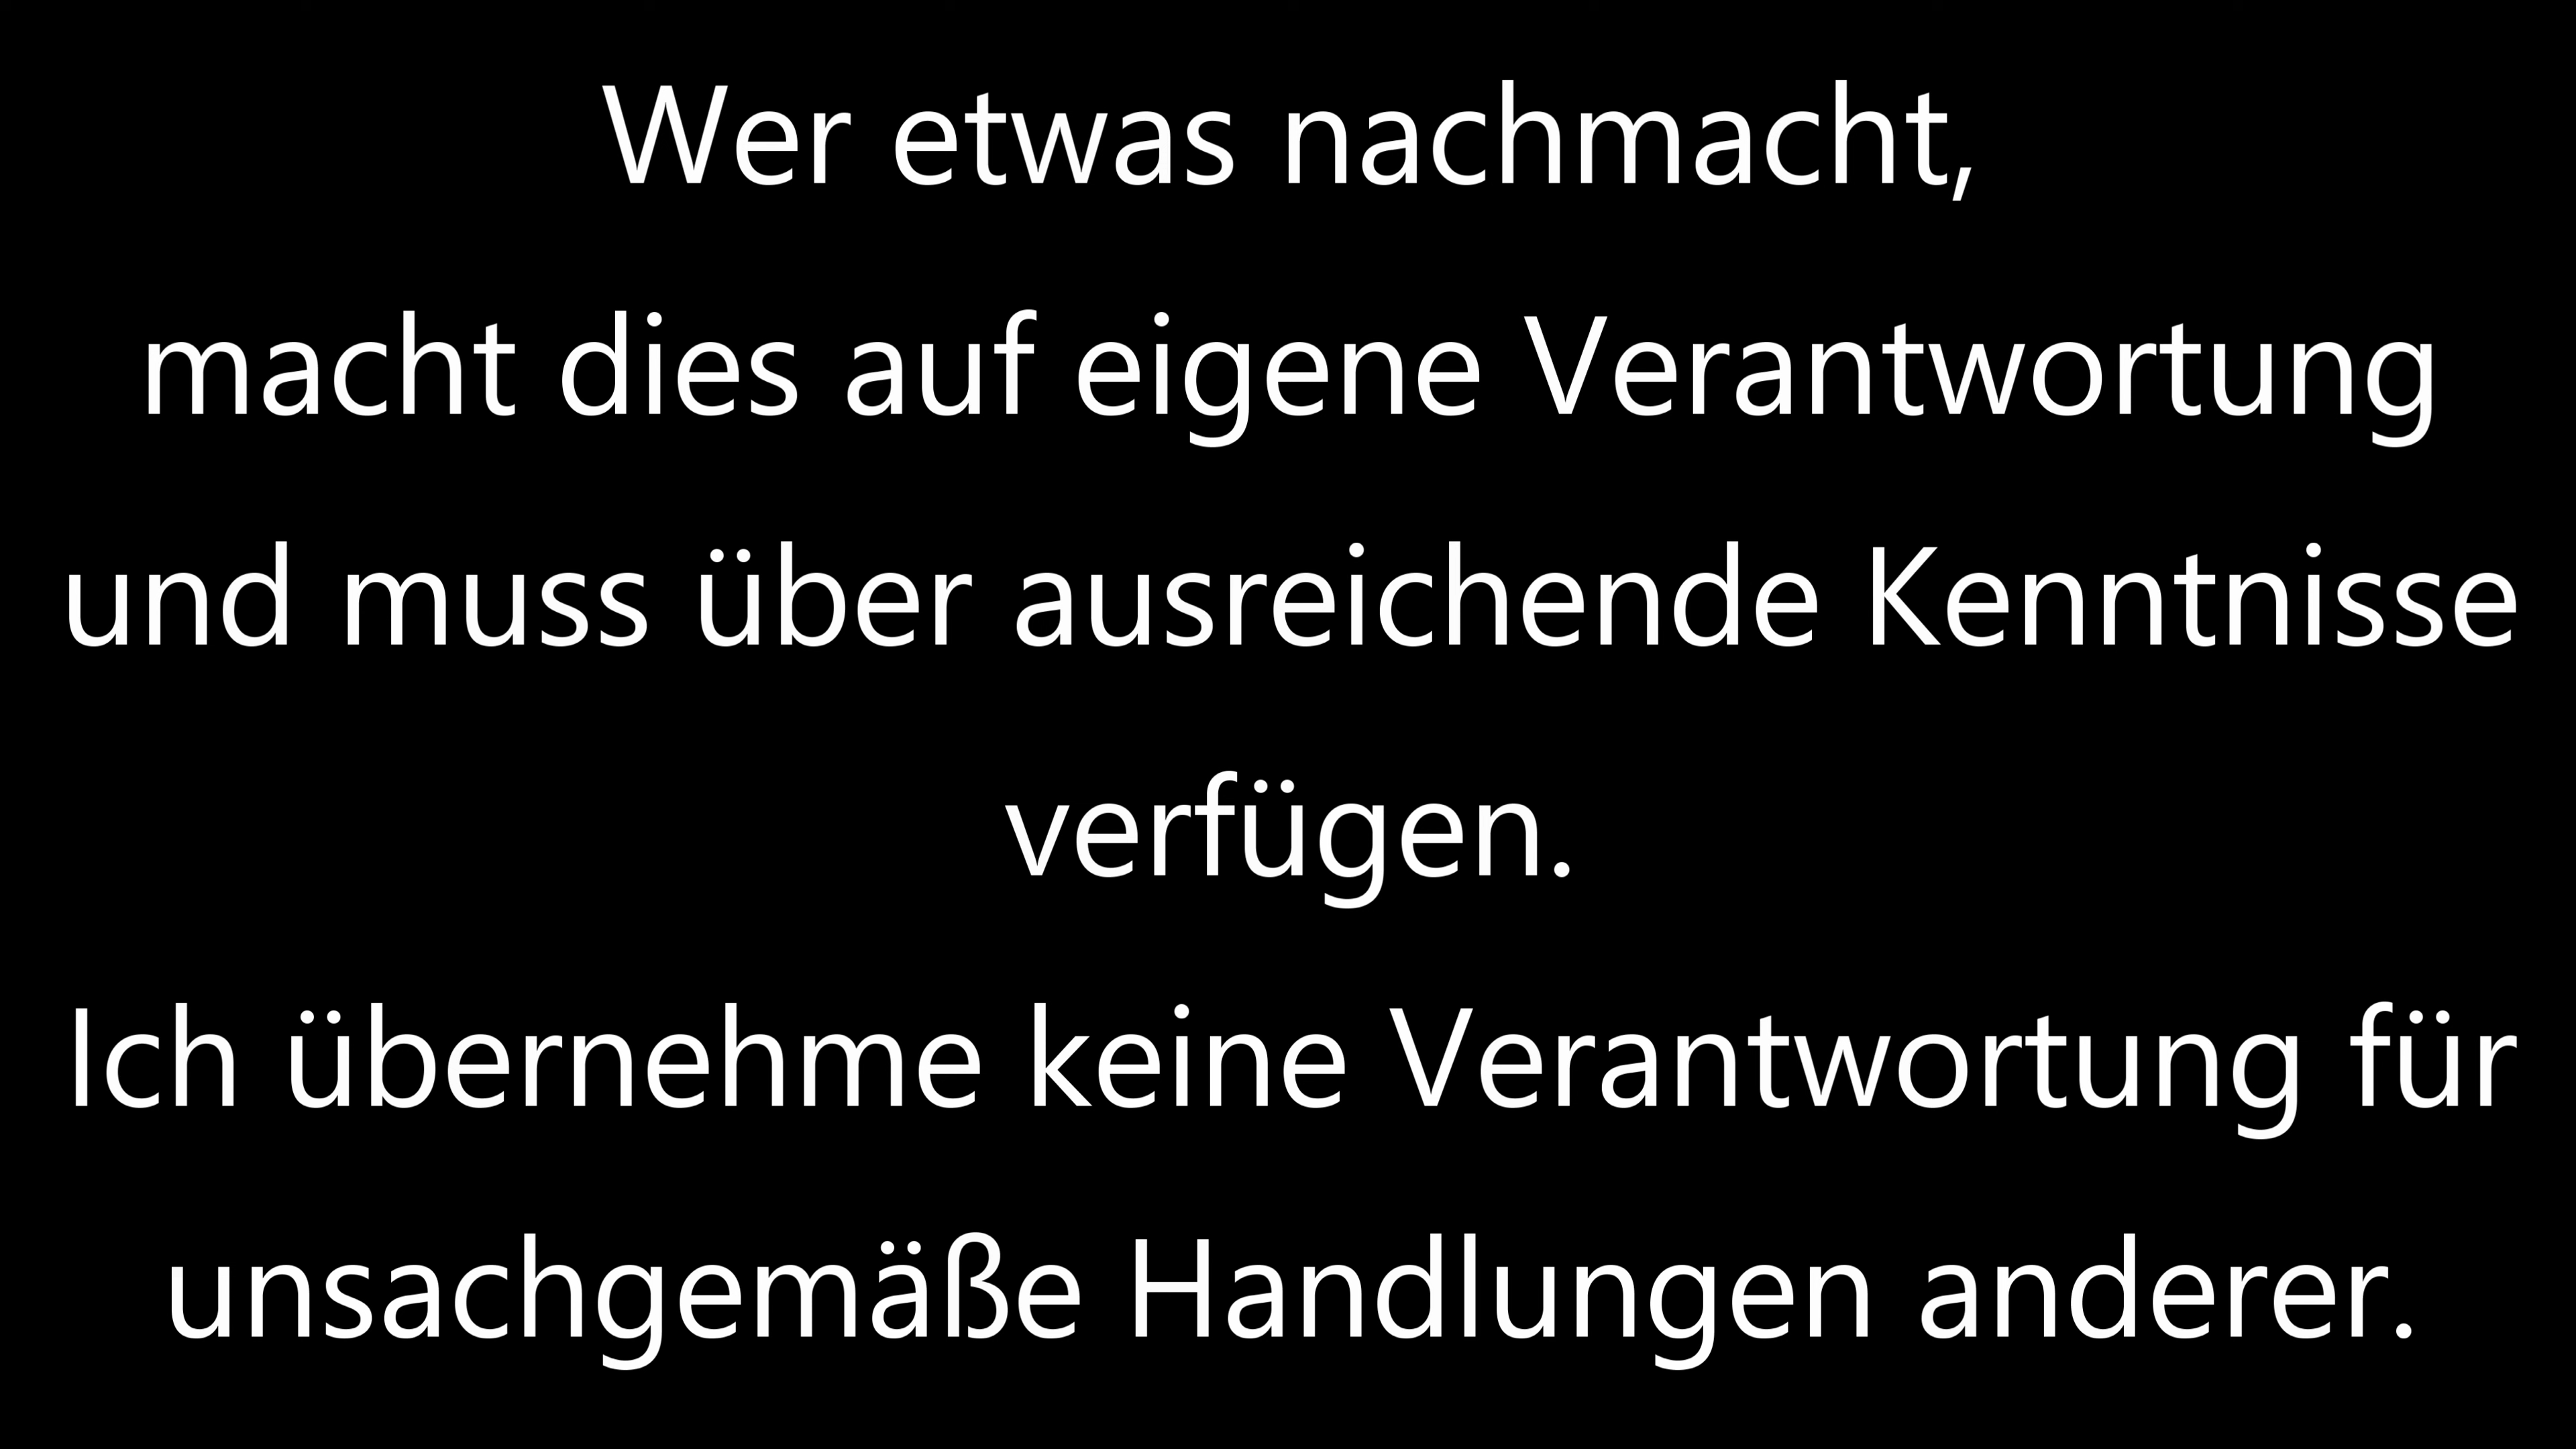 Wer etwas nachmacht,
macht dies auf eigene Verantwortung
und muss über ausreichende Kenntnisse
verfügen.
Ich übernehme keine Verantwortung für
unsachgemäße Handlungen anderer.